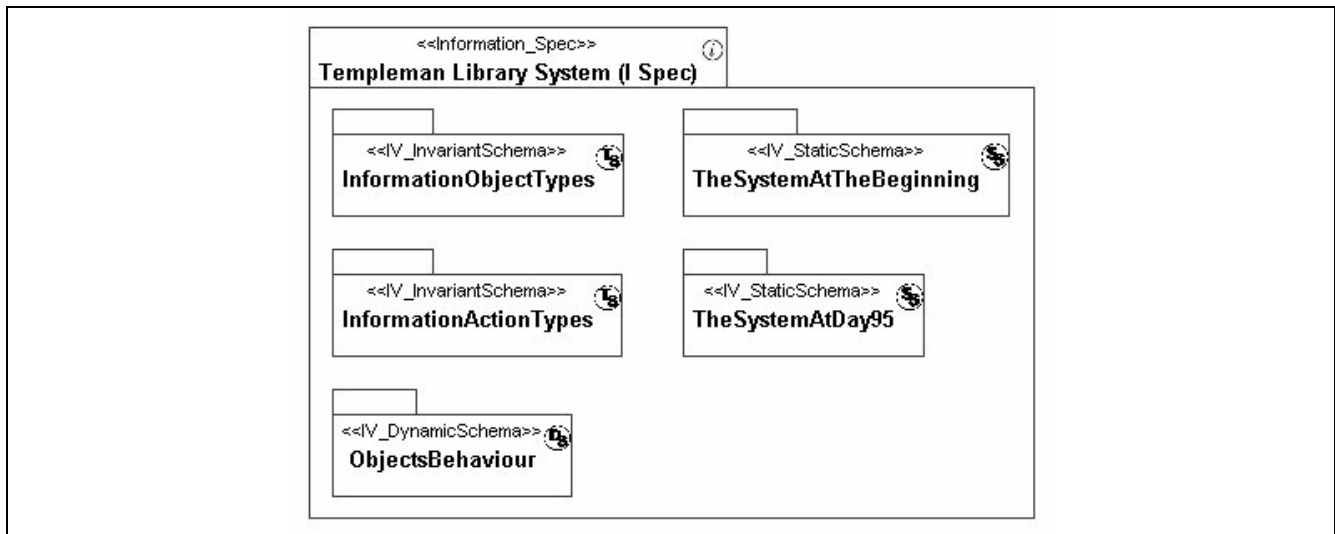 <<Information_Spec>>
Templeman Library System (I Spec)
<<IV_InvariantSchema>>
InformationObjectTypes
<<IV_StaticSchema>>
TheSystemAtTheBeginning
<<IV_InvariantSchema>>
InformationActionTypes
<<IV_StaticSchema>>
TheSystemAtDay95
<<IV_DynamicSchema>>
ObjectsBehaviour